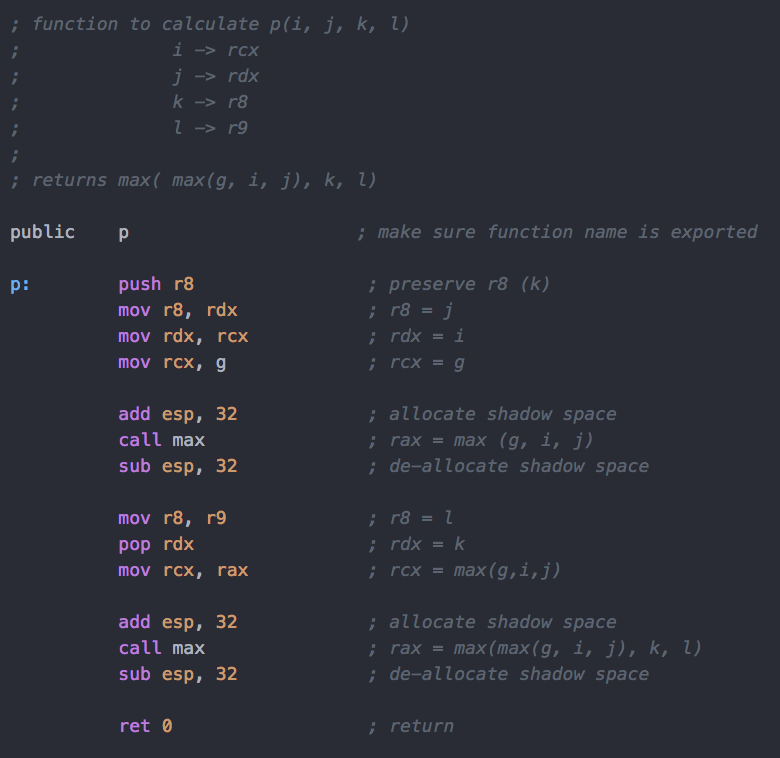 ; function to calculate p(i, j, k, l)
;              i -> rcx
;              j -> rdx
;              k -> r8
;              l -> r9
;
; returns max( max(g, i, j), k, l)
public    p                     ; make sure function name is exported
p:        push r8                ; preserve r8 (k)
          mov r8, rdx            ; r8 = j
          mov rdx, rcx           ; rdx = i
          mov rcx, g             ; rcx = g
          add esp, 32            ; allocate shadow space
          call max               ; rax = max (g, i, j)
          sub esp, 32            ; de-allocate shadow space
          mov r8, r9             ; r8 = l
          pop rdx                ; rdx = k
          mov rcx, rax           ; rcx = max(g,i,j)
          add esp, 32            ; allocate shadow space
          call max               ; rax = max(max(g, i, j), k, l)
          sub esp, 32            ; de-allocate shadow space
          ret 0                  ; return